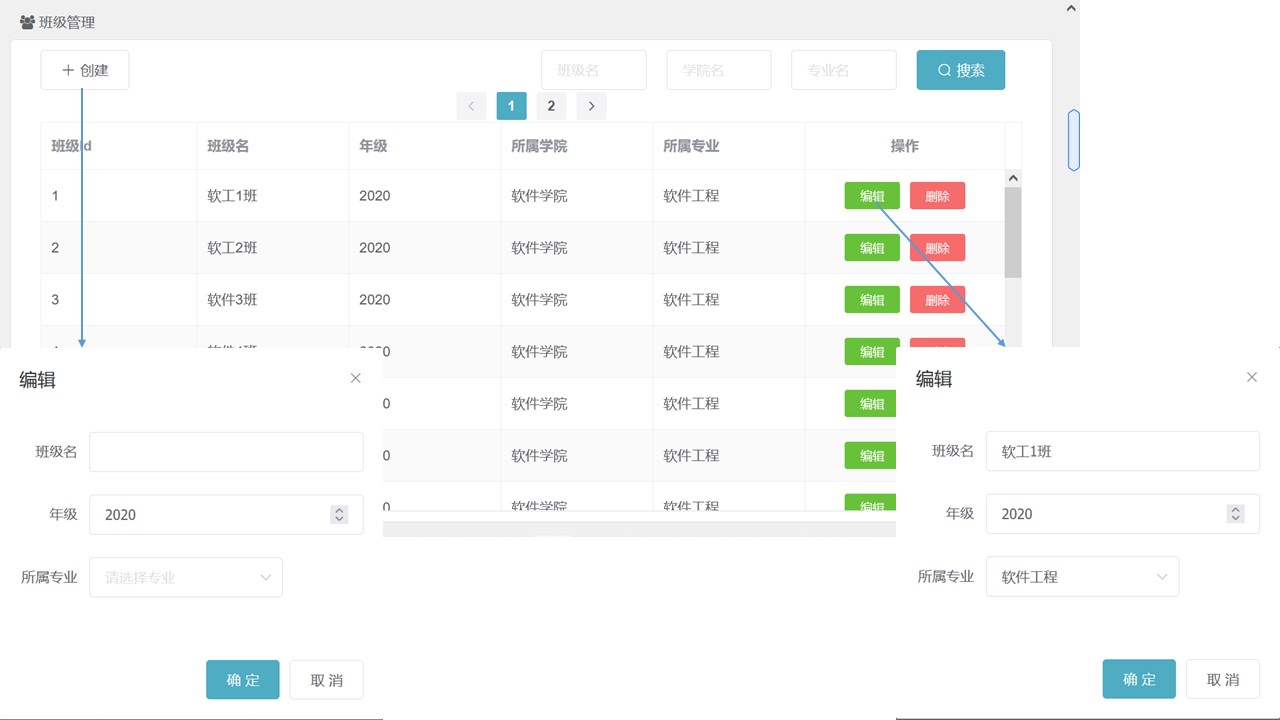 班级管理
创建 班级名 学院名 专业名 搜索
1 2
班级Id 班级名 年级 所属学院 所属专业 操作
1 软工1班 2020 软件学院 软件工程 编辑 删除
2 软工2班 2020 软件学院 软件工程 编辑 删除
3 软件3班 2020 软件学院 软件工程 编辑 删除
软件学院 软件工程 编辑
软件学院 软件工程 编辑
软件学院 软件工程 编辑
软件学院 软件工程 编辑
编辑
班级名
年级 2020
所属专业 请选择专业
确定 取消
编辑
班级名 软工1班
年级 2020
所属专业 软件工程
确定 取消